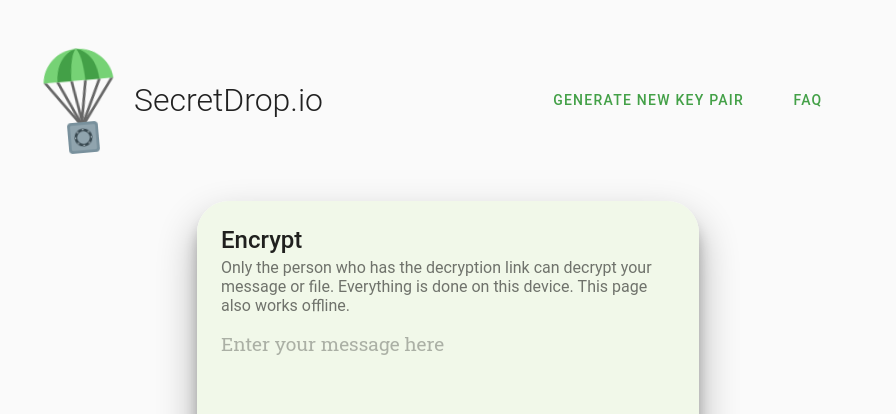 SecretDrop.io
GENERATE NEW KEY PAIR
FAQ
Encrypt
Only the person who has the decryption link can decrypt your
message or file. Everything is done on this device. This page
also works offline.
Enter your message here